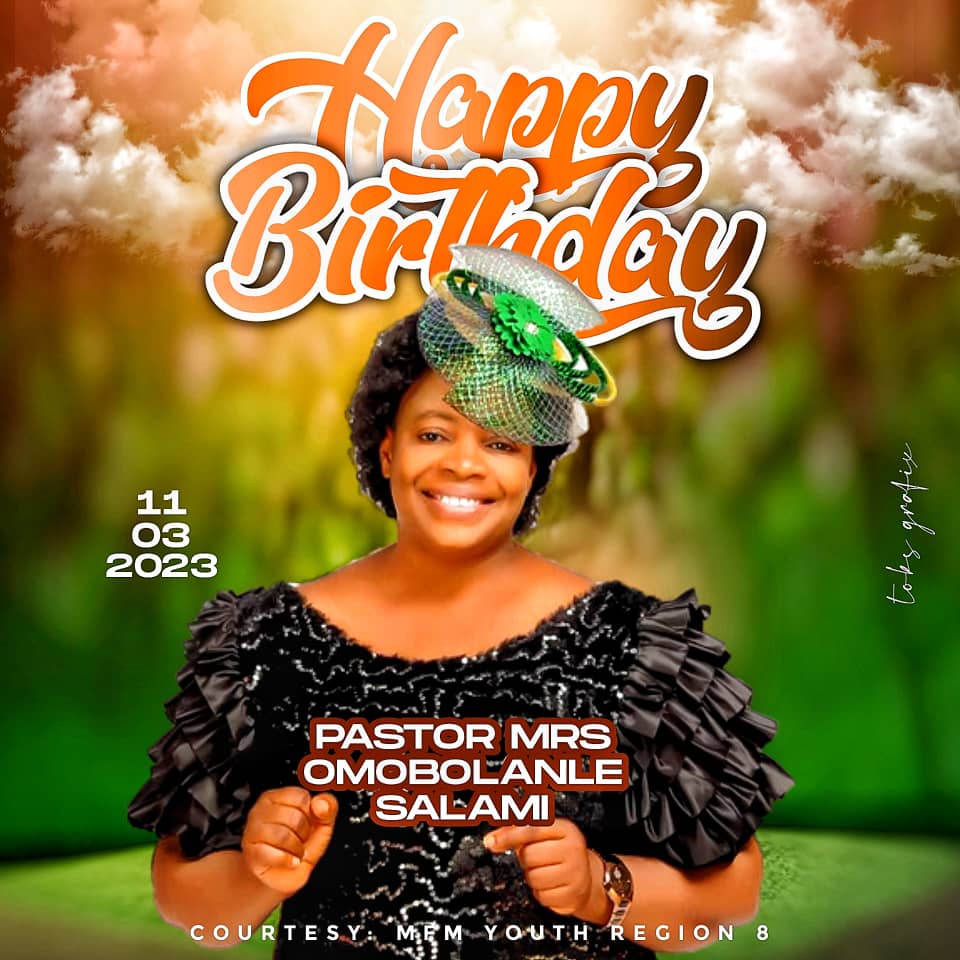 Happy
Birthday
11
03
2023
toks grafix
PASTOR MRS
OMOBOLANLE
SALAMI
COURTESY: MFM YOUTH REGION 8